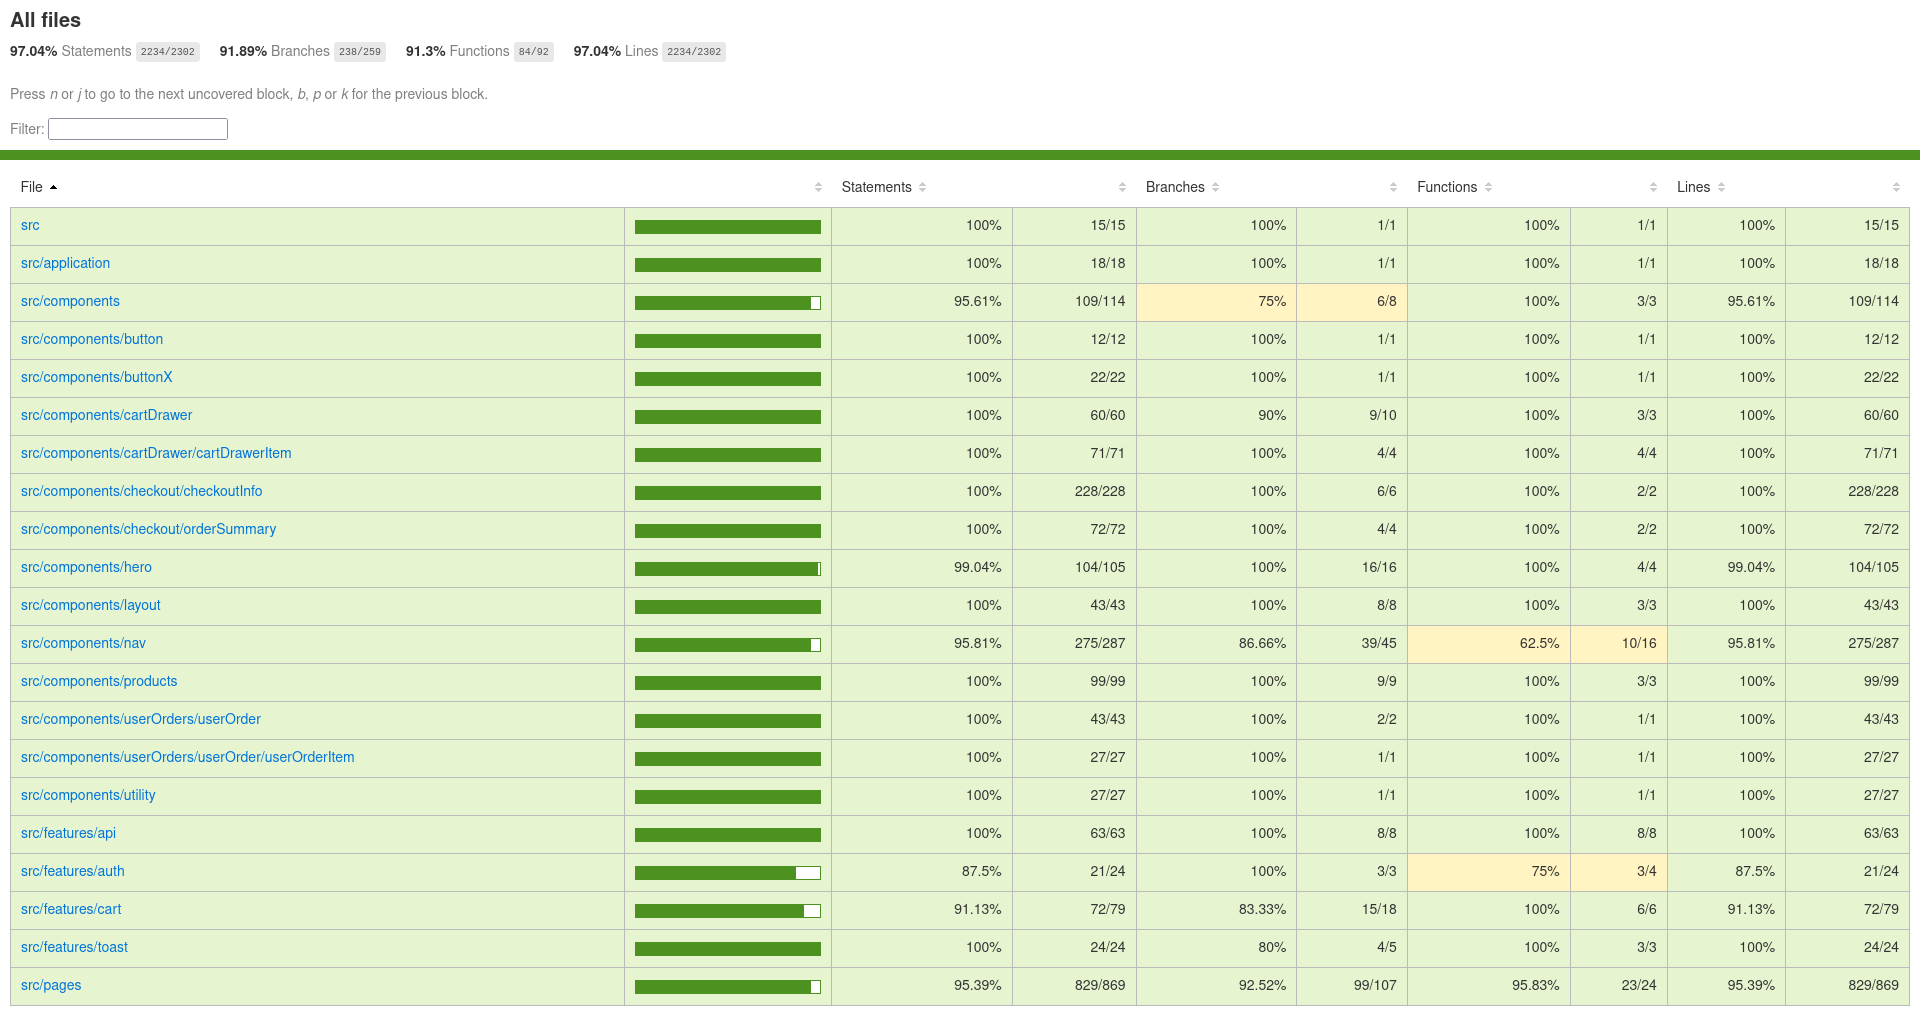 All files
97.04% Statements 2234/2302 91.89% Branches 238/259 91.3% Functions 84/92 97.04% Lines 2234/2302
Press n or j to go to the next uncovered block, b, p or k for the previous block.
Filter:
File Statements Branches Functions Lines
src 100% 15/15 100% 1/1 100% 1/1 100% 15/15
src/application 100% 18/18 100% 1/1 100% 1/1 100% 18/18
src/components 95.61% 109/114 75% 6/8 100% 3/3 95.61% 109/114
src/components/button 100% 12/12 100% 1/1 100% 1/1 100% 12/12
src/components/buttonX 100% 22/22 100% 1/1 100% 1/1 100% 22/22
src/components/cartDrawer 100% 60/60 90% 9/10 100% 3/3 100% 60/60
src/components/cartDrawer/cartDrawerItem 100% 71/71 100% 4/4 100% 4/4 100% 71/71
src/components/checkout/checkoutInfo 100% 228/228 100% 6/6 100% 2/2 100% 228/228
src/components/checkout/orderSummary 100% 72/72 100% 4/4 100% 2/2 100% 72/72
src/components/hero 99.04% 104/105 100% 16/16 100% 4/4 99.04% 104/105
src/components/layout 100% 43/43 100% 8/8 100% 3/3 100% 43/43
src/components/nav 95.81% 275/287 86.66% 39/45 62.5% 10/16 95.81% 275/287
src/components/products 100% 99/99 100% 9/9 100% 3/3 100% 99/99
src/components/userOrders/userOrder 100% 43/43 100% 2/2 100% 1/1 100% 43/43
src/components/userOrders/userOrder/userOrderItem 100% 27/27 100% 1/1 100% 1/1 100% 27/27
src/components/utility 100% 27/27 100% 1/1 100% 1/1 100% 27/27
src/features/api 100% 63/63 100% 8/8 100% 8/8 100% 63/63
src/features/auth 87.5% 21/24 100% 3/3 75% 3/4 87.5% 21/24
src/features/cart 91.13% 72/79 83.33% 15/18 100% 6/6 91.13% 72/79
src/features/toast 100% 24/24 80% 4/5 100% 3/3 100% 24/24
src/pages 95.39% 829/869 92.52% 99/107 95.83% 23/24 95.39% 829/869